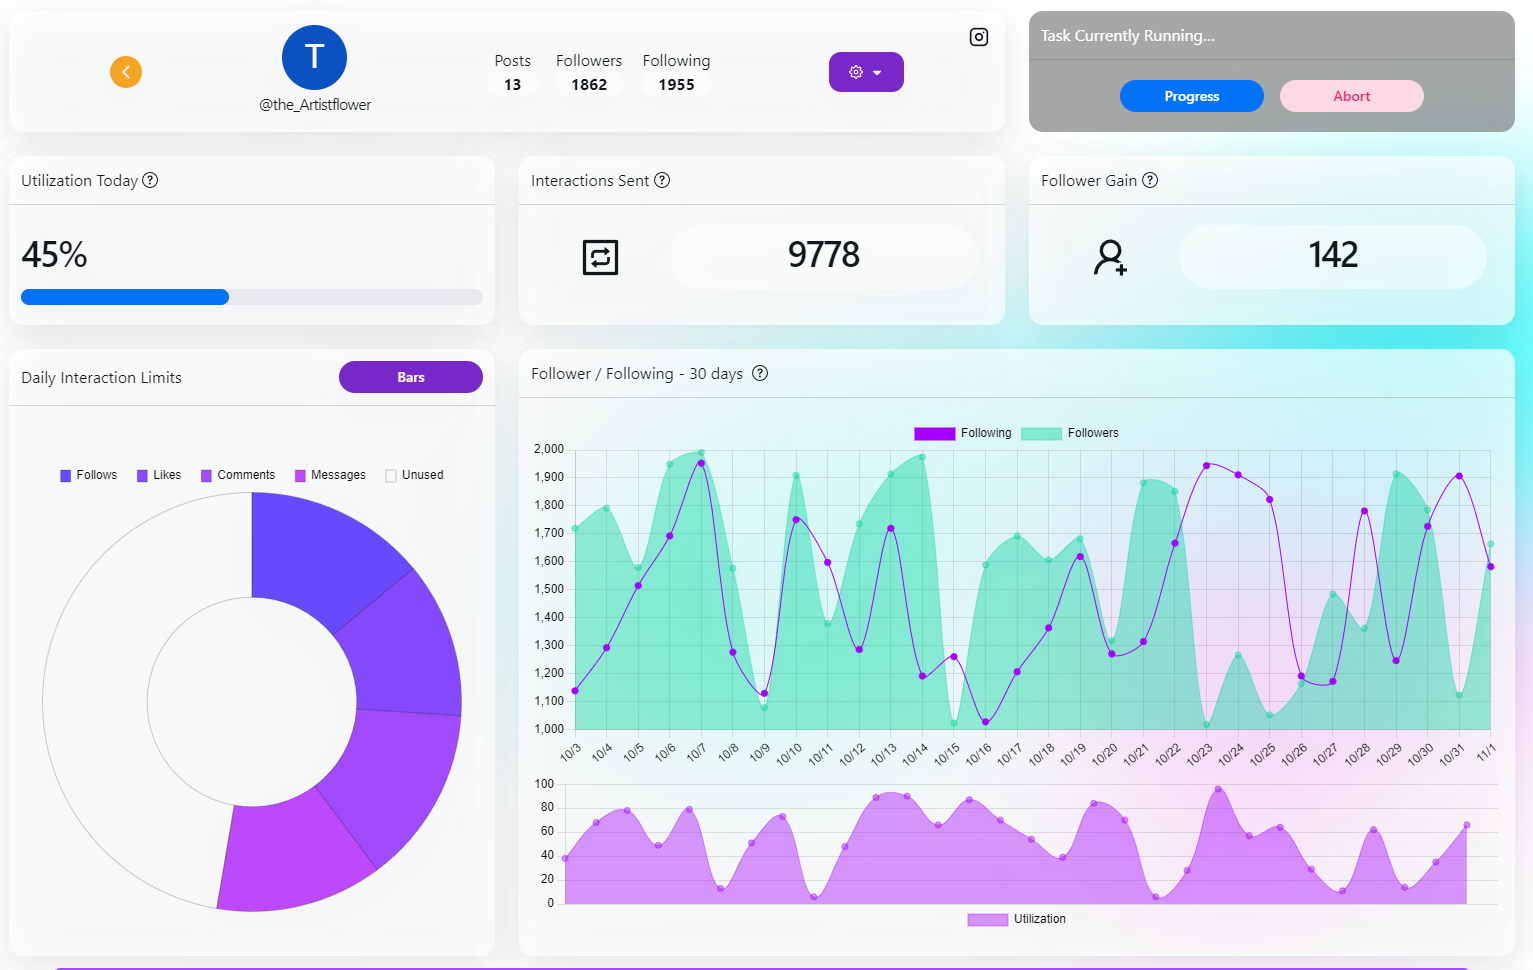 T
@the_Artistflower
Posts Followers Following
13 1862 1955
Task Currently Running...
Progress Abort
Utilization Today ?
45%
Interactions Sent ?
9778
Follower Gain ?
142
Daily Interaction Limits Bars
Follows Likes Comments Messages Unused
Follower / Following - 30 days ?
Following Followers
2,000
1,900
1,800
1,700
1,600
1,500
1,400
1,300
1,200
1,100
1,000
10/3 10/4 10/5 10/6 10/7 10/8 10/9 10/10 10/11 10/12 10/13 10/14 10/15 10/16 10/17 10/18 10/19 10/20 10/21 10/22 10/23 10/24 10/25 10/26 10/27 10/28 10/29 10/30 10/31 11/1
100
80
60
40
20
0
Utilization